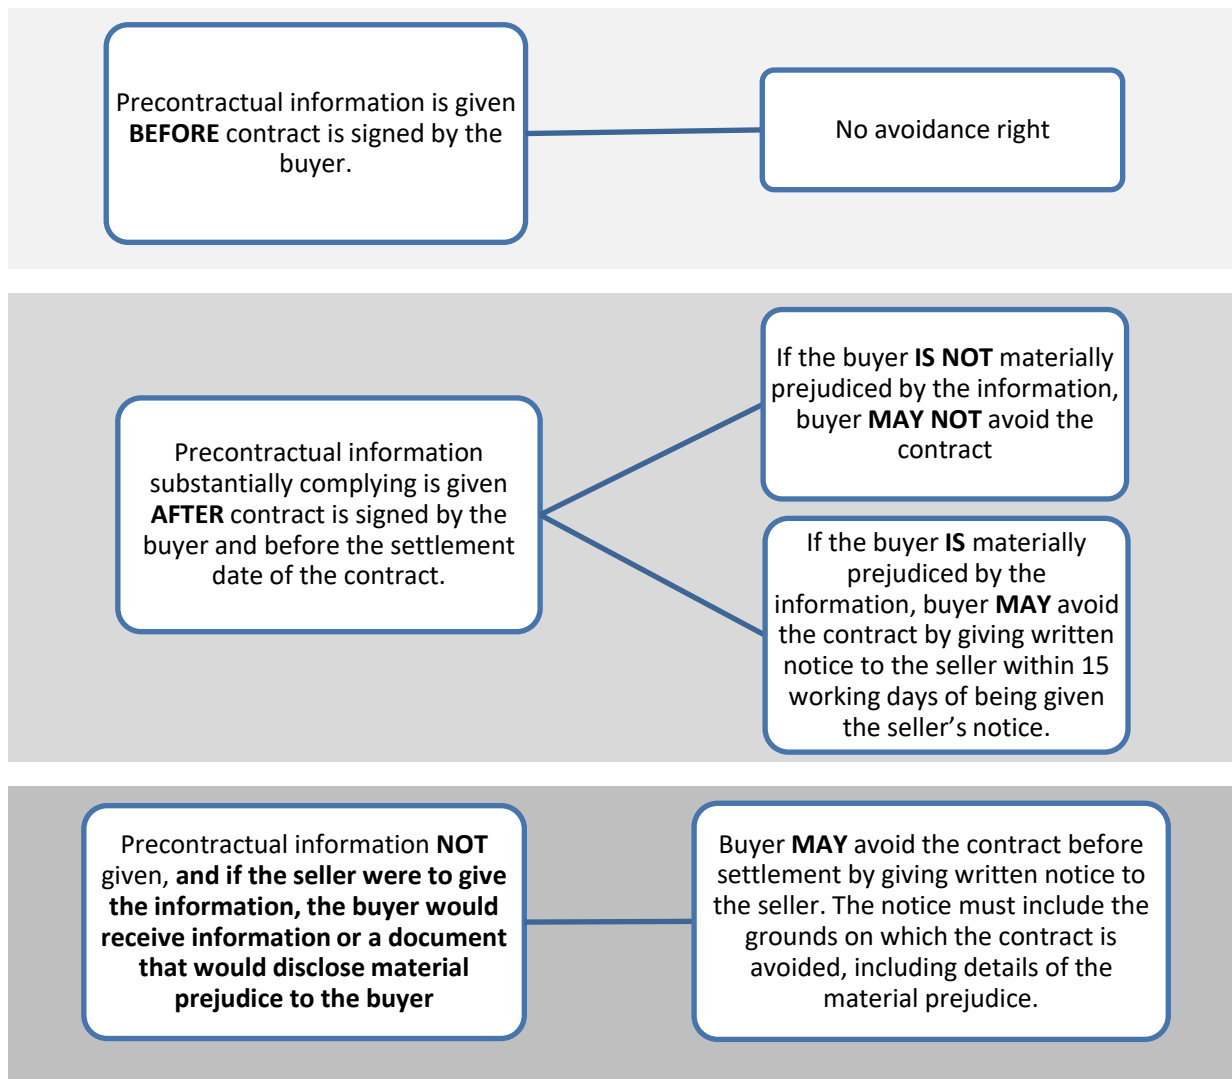 Precontractual information is given
BEFORE contract is signed by the
buyer.
No avoidance right
Precontractual information
substantially complying is given
AFTER contract is signed by the
buyer and before the settlement
date of the contract.
If the buyer IS NOT materially
prejudiced by the information,
buyer MAY NOT avoid the
contract
If the buyer IS materially
prejudiced by the
information, buyer MAY avoid
the contract by giving written
notice to the seller within 15
working days of being given
the seller’s notice.
Precontractual information NOT
given, and if the seller were to give
the information, the buyer would
receive information or a document
that would disclose material
prejudice to the buyer
Buyer MAY avoid the contract before
settlement by giving written notice to
the seller. The notice must include the
grounds on which the contract is
avoided, including details of the
material prejudice.